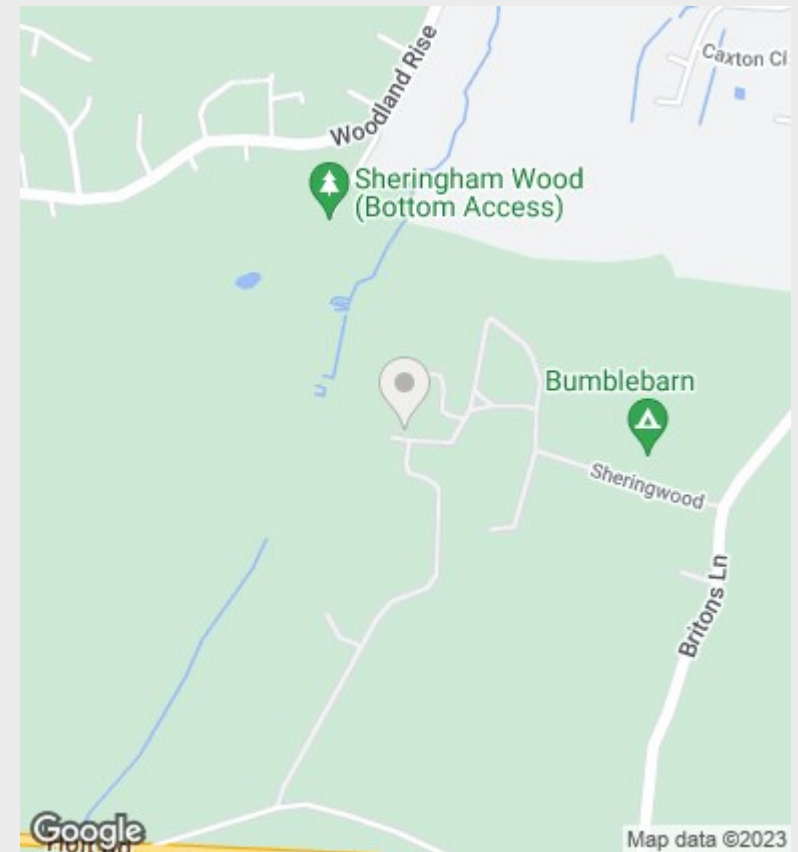 Woodland Rise
Caxton Cl
Sheringham Wood
(Bottom Access)
Bumblebarn
Sheringwood
Britons Ln
Google
Map data ©2023